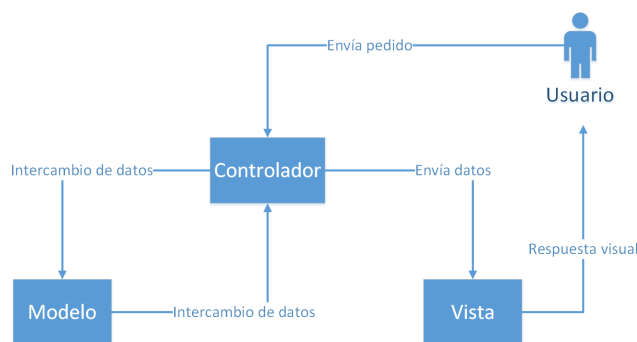 Envía pedido
Usuario
Intercambio de datos
Controlador
Envía datos
Respuesta visual
Modelo
Intercambio de datos
Vista